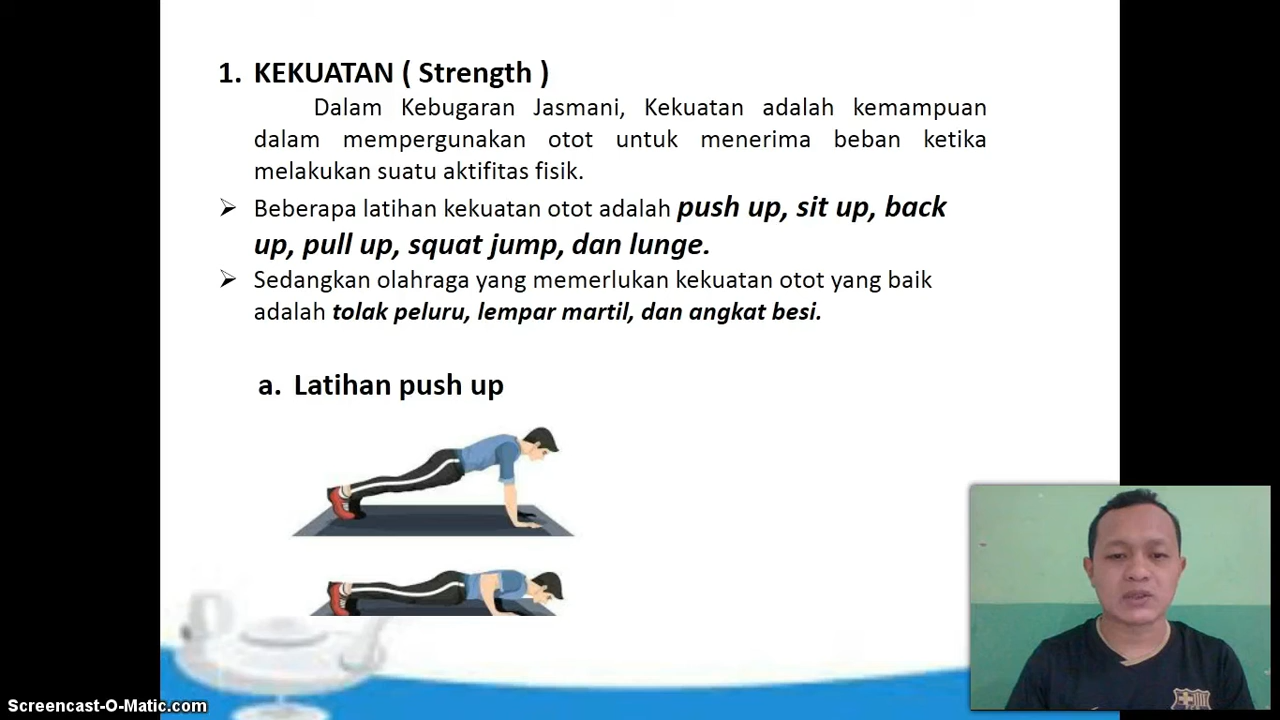 1. KEKUATAN ( Strength )
Dalam Kebugaran Jasmani, Kekuatan adalah kemampuan
dalam mempergunakan otot untuk menerima beban ketika
melakukan suatu aktifitas fisik.
➢ Beberapa latihan kekuatan otot adalah push up, sit up, back
up, pull up, squat jump, dan lunge.
➢ Sedangkan olahraga yang memerlukan kekuatan otot yang baik
adalah tolak peluru, lempar martil, dan angkat besi.
a. Latihan push up
Screencast-O-Matic.com